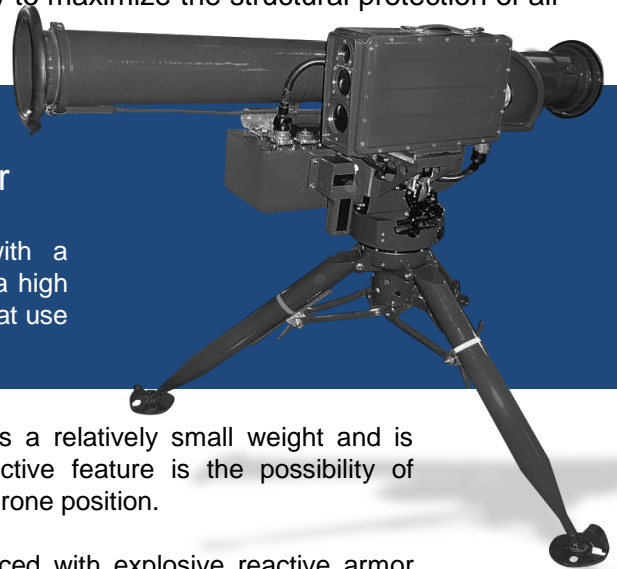 to maximize the structural protection of all
r
with a
a high
at use
s a relatively small weight and is
ctive feature is the possibility of
rone position.
ced with explosive reactive armor